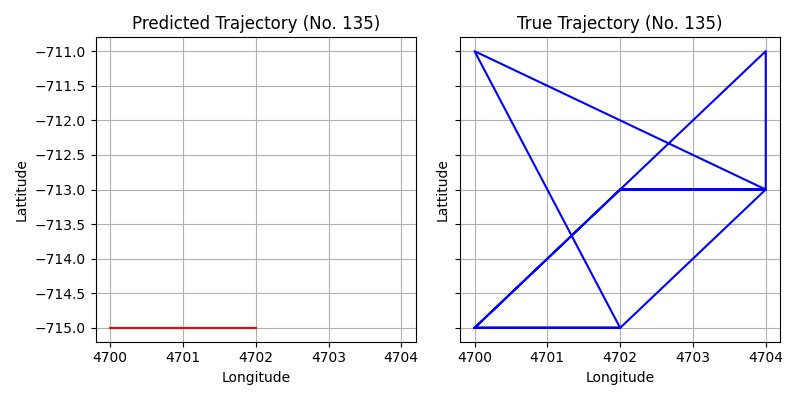 Predicted Trajectory (No. 135)
True Trajectory (No. 135)
−711.0
−711.5
−712.0
−712.5
−713.0
−713.5
−714.0
−714.5
−715.0
Lattitude
Lattitude
4700 4701 4702 4703 4704
4700 4701 4702 4703 4704
Longitude
Longitude